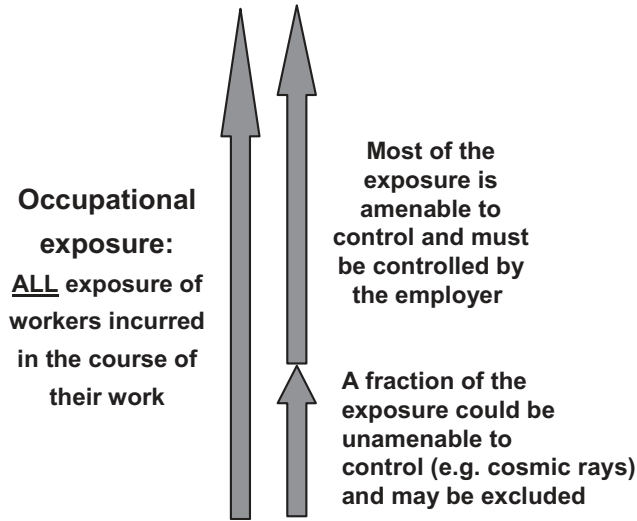 Occupational
exposure:
ALL exposure of
workers incurred
in the course of
their work
Most of the
exposure is
amenable to
control and must
be controlled by
the employer
A fraction of the
exposure could be
unamenable to
control (e.g. cosmic rays)
and may be excluded